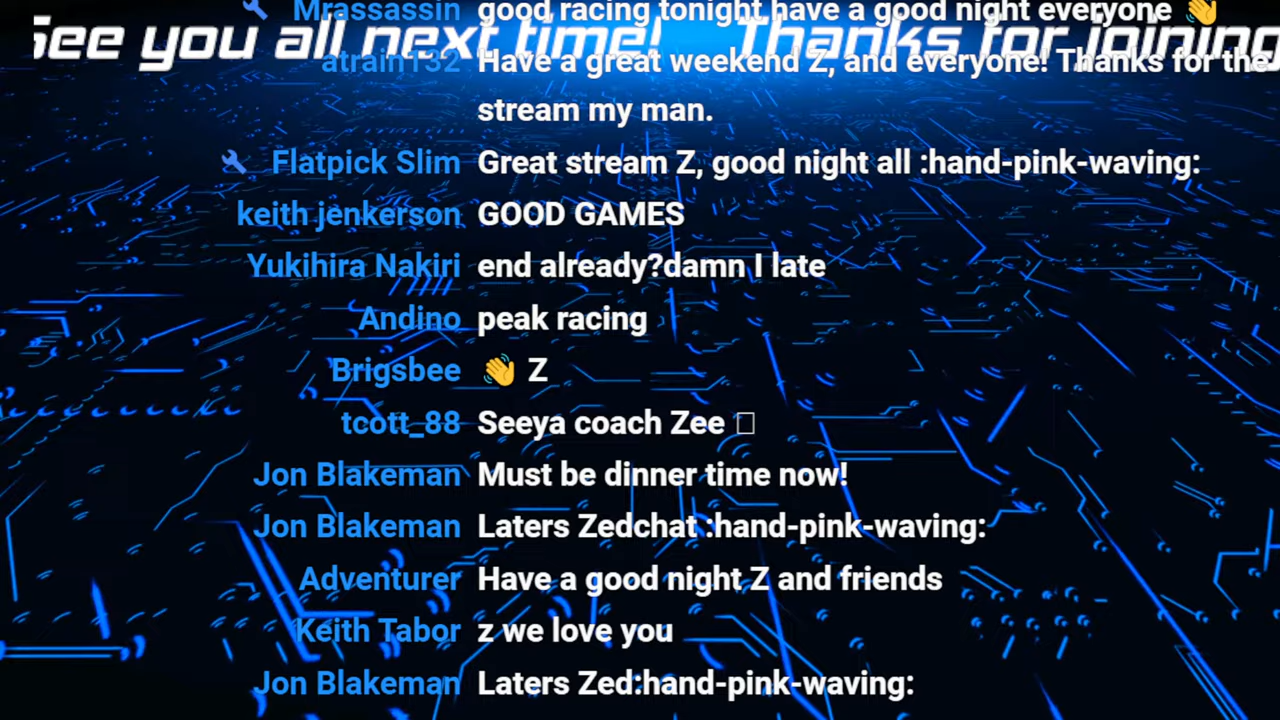 See you all next time! Thanks for joining
Mrassassin good racing tonight have a good night everyone 👋
atrain132 Have a great weekend Z, and everyone! Thanks for the
stream my man.
Flatpick Slim Great stream Z, good night all :hand-pink-waving:
keith jenkerson GOOD GAMES
Yukihira Nakiri end already?damn I late
Andino peak racing
Brigsbee 👋 Z
tcott_88 Seeya coach Zee □
Jon Blakeman Must be dinner time now!
Jon Blakeman Laters Zedchat :hand-pink-waving:
Adventurer Have a good night Z and friends
Keith Tabor z we love you
Jon Blakeman Laters Zed:hand-pink-waving: